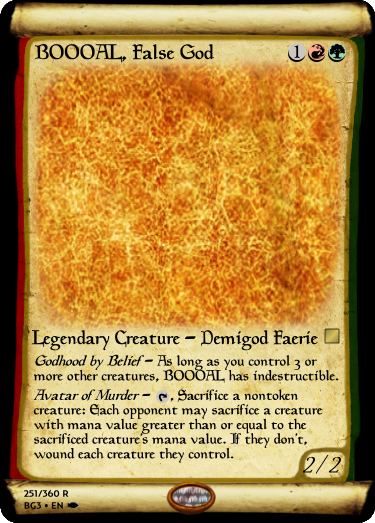 BOOOAL, False God 1
Legendary Creature – Demigod Faerie
Godhood by Belief – As long as you control 3 or
more other creatures, BOOOAL has indestructible.
Avatar of Murder – , Sacrifice a nontoken
creature: Each opponent may sacrifice a creature
with mana value greater than or equal to the
sacrificed creature's mana value. If they don't,
wound each creature they control.
2/2
251/360 R
BG3 • EN